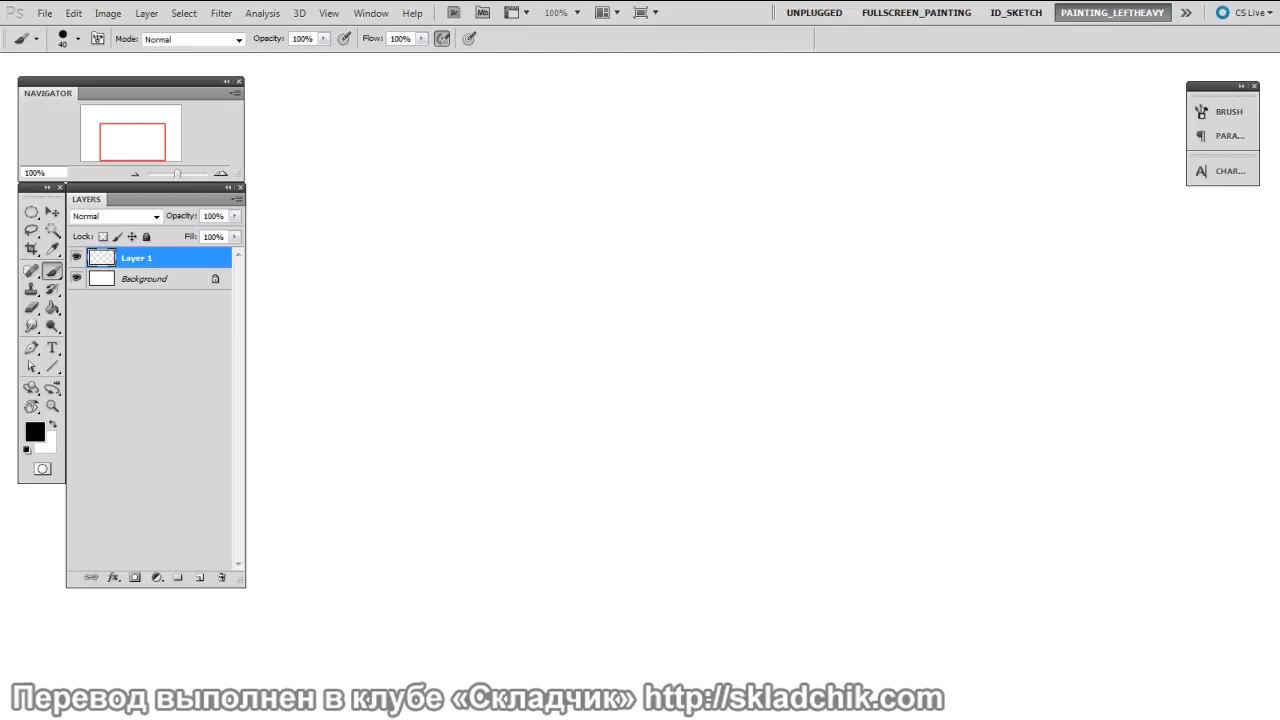 Ps File Edit Image Layer Select Filter Analysis 3D View Window Help Br Mb 100% UNPLUGGED FULLSCREEN_PAINTING ID_SKETCH PAINTING_LEFTHEAVY CS Live
40 Mode: Normal Opacity: 100% Flow: 100%
NAVIGATOR
100%
LAYERS
Normal Opacity: 100%
Lock: Fill: 100%
Layer 1
Background
BRUSH
PARA...
CHAR...
Перевод выполнен в клубе «Складчик» http://skladchik.com